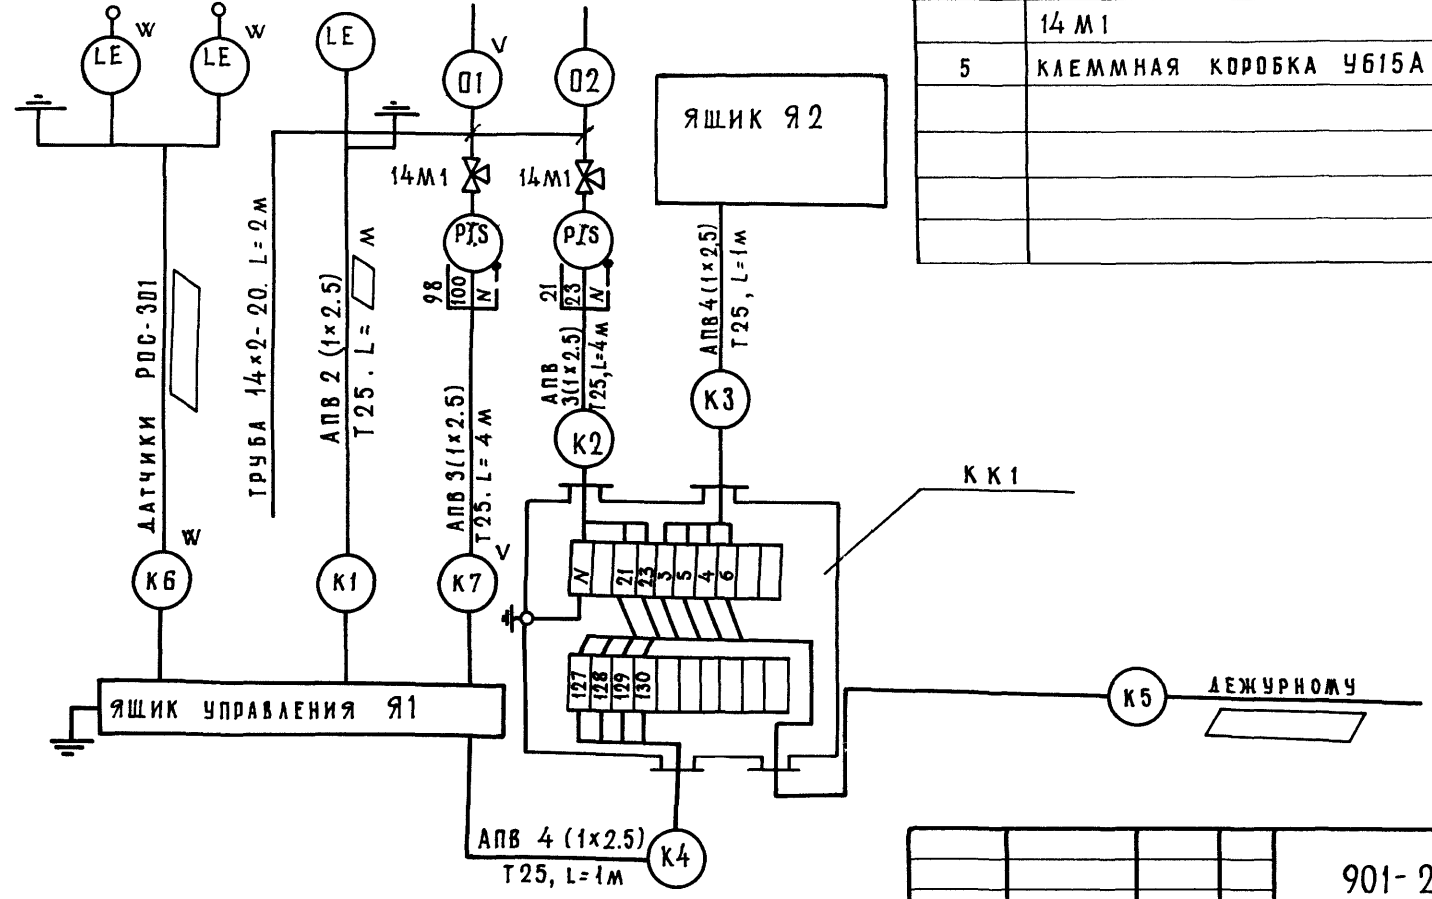 W
W
LE
LE
LE
V
01
02
14М1
14М1
PIS
PIS
98
100
N
21
23
N
ДАТЧИКИ РОС-301
ТРУБА 14×2-20. L=2м
АПВ 2 (1×2.5)
Т25. L= м
АПВ 3(1×2.5)
Т25. L=4м
АПВ
3(1×2.5)
Т25, L=4м
АПВ4(1×2,5)
Т25, L=1м
ЯЩИК Я2
К3
К2
КК1
W
К6
К1
V
К7
N
21
23
3
5
4
6
127
128
129
130
ЯЩИК УПРАВЛЕНИЯ Я1
К5
ДЕЖУРНОМУ
АПВ 4 (1×2.5)
Т25, L=1м
К4
14М1
5 КЛЕММНАЯ КОРОБКА У615А
901-2